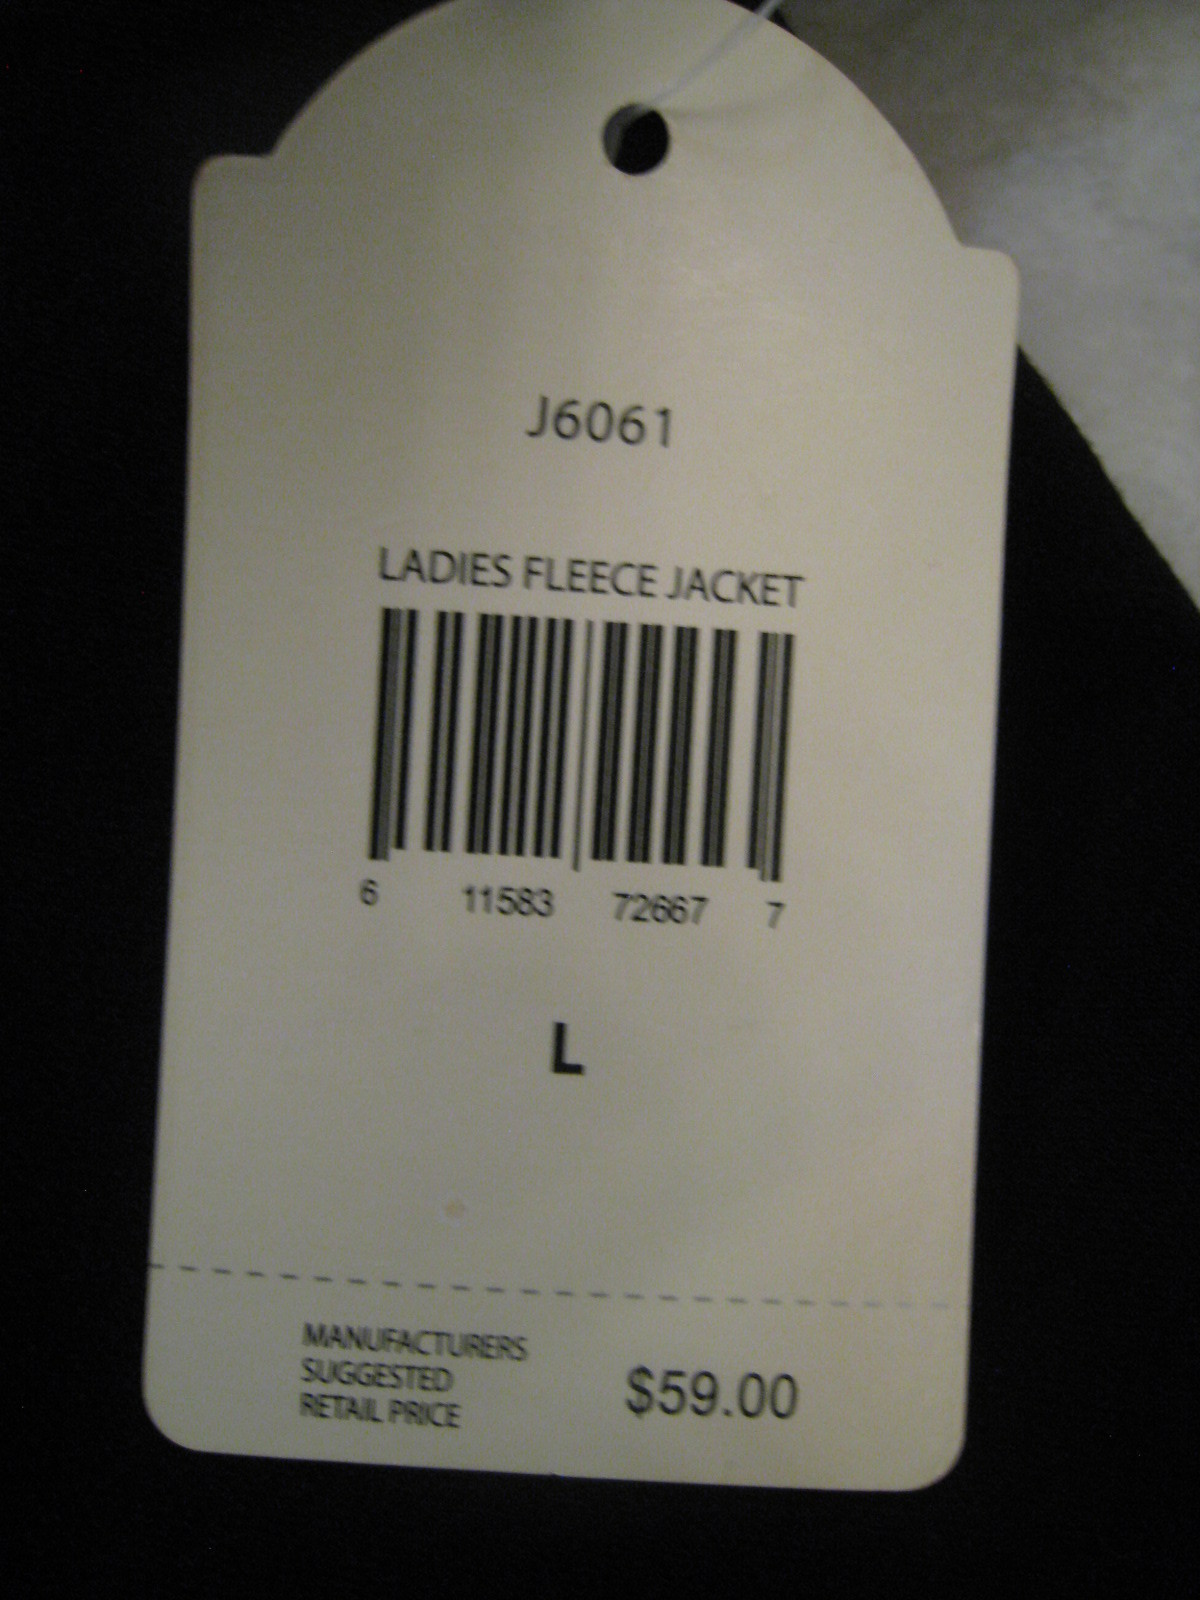 J6061
LADIES FLEECE JACKET
6 11583 72667 7
L
MANUFACTURERS
SUGGESTED
RETAIL PRICE
$59.00